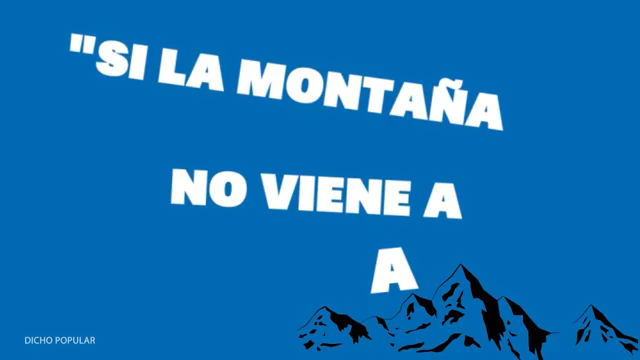 "SI LA MONTAÑA
NO VIENE A
A
DICHO POPULAR